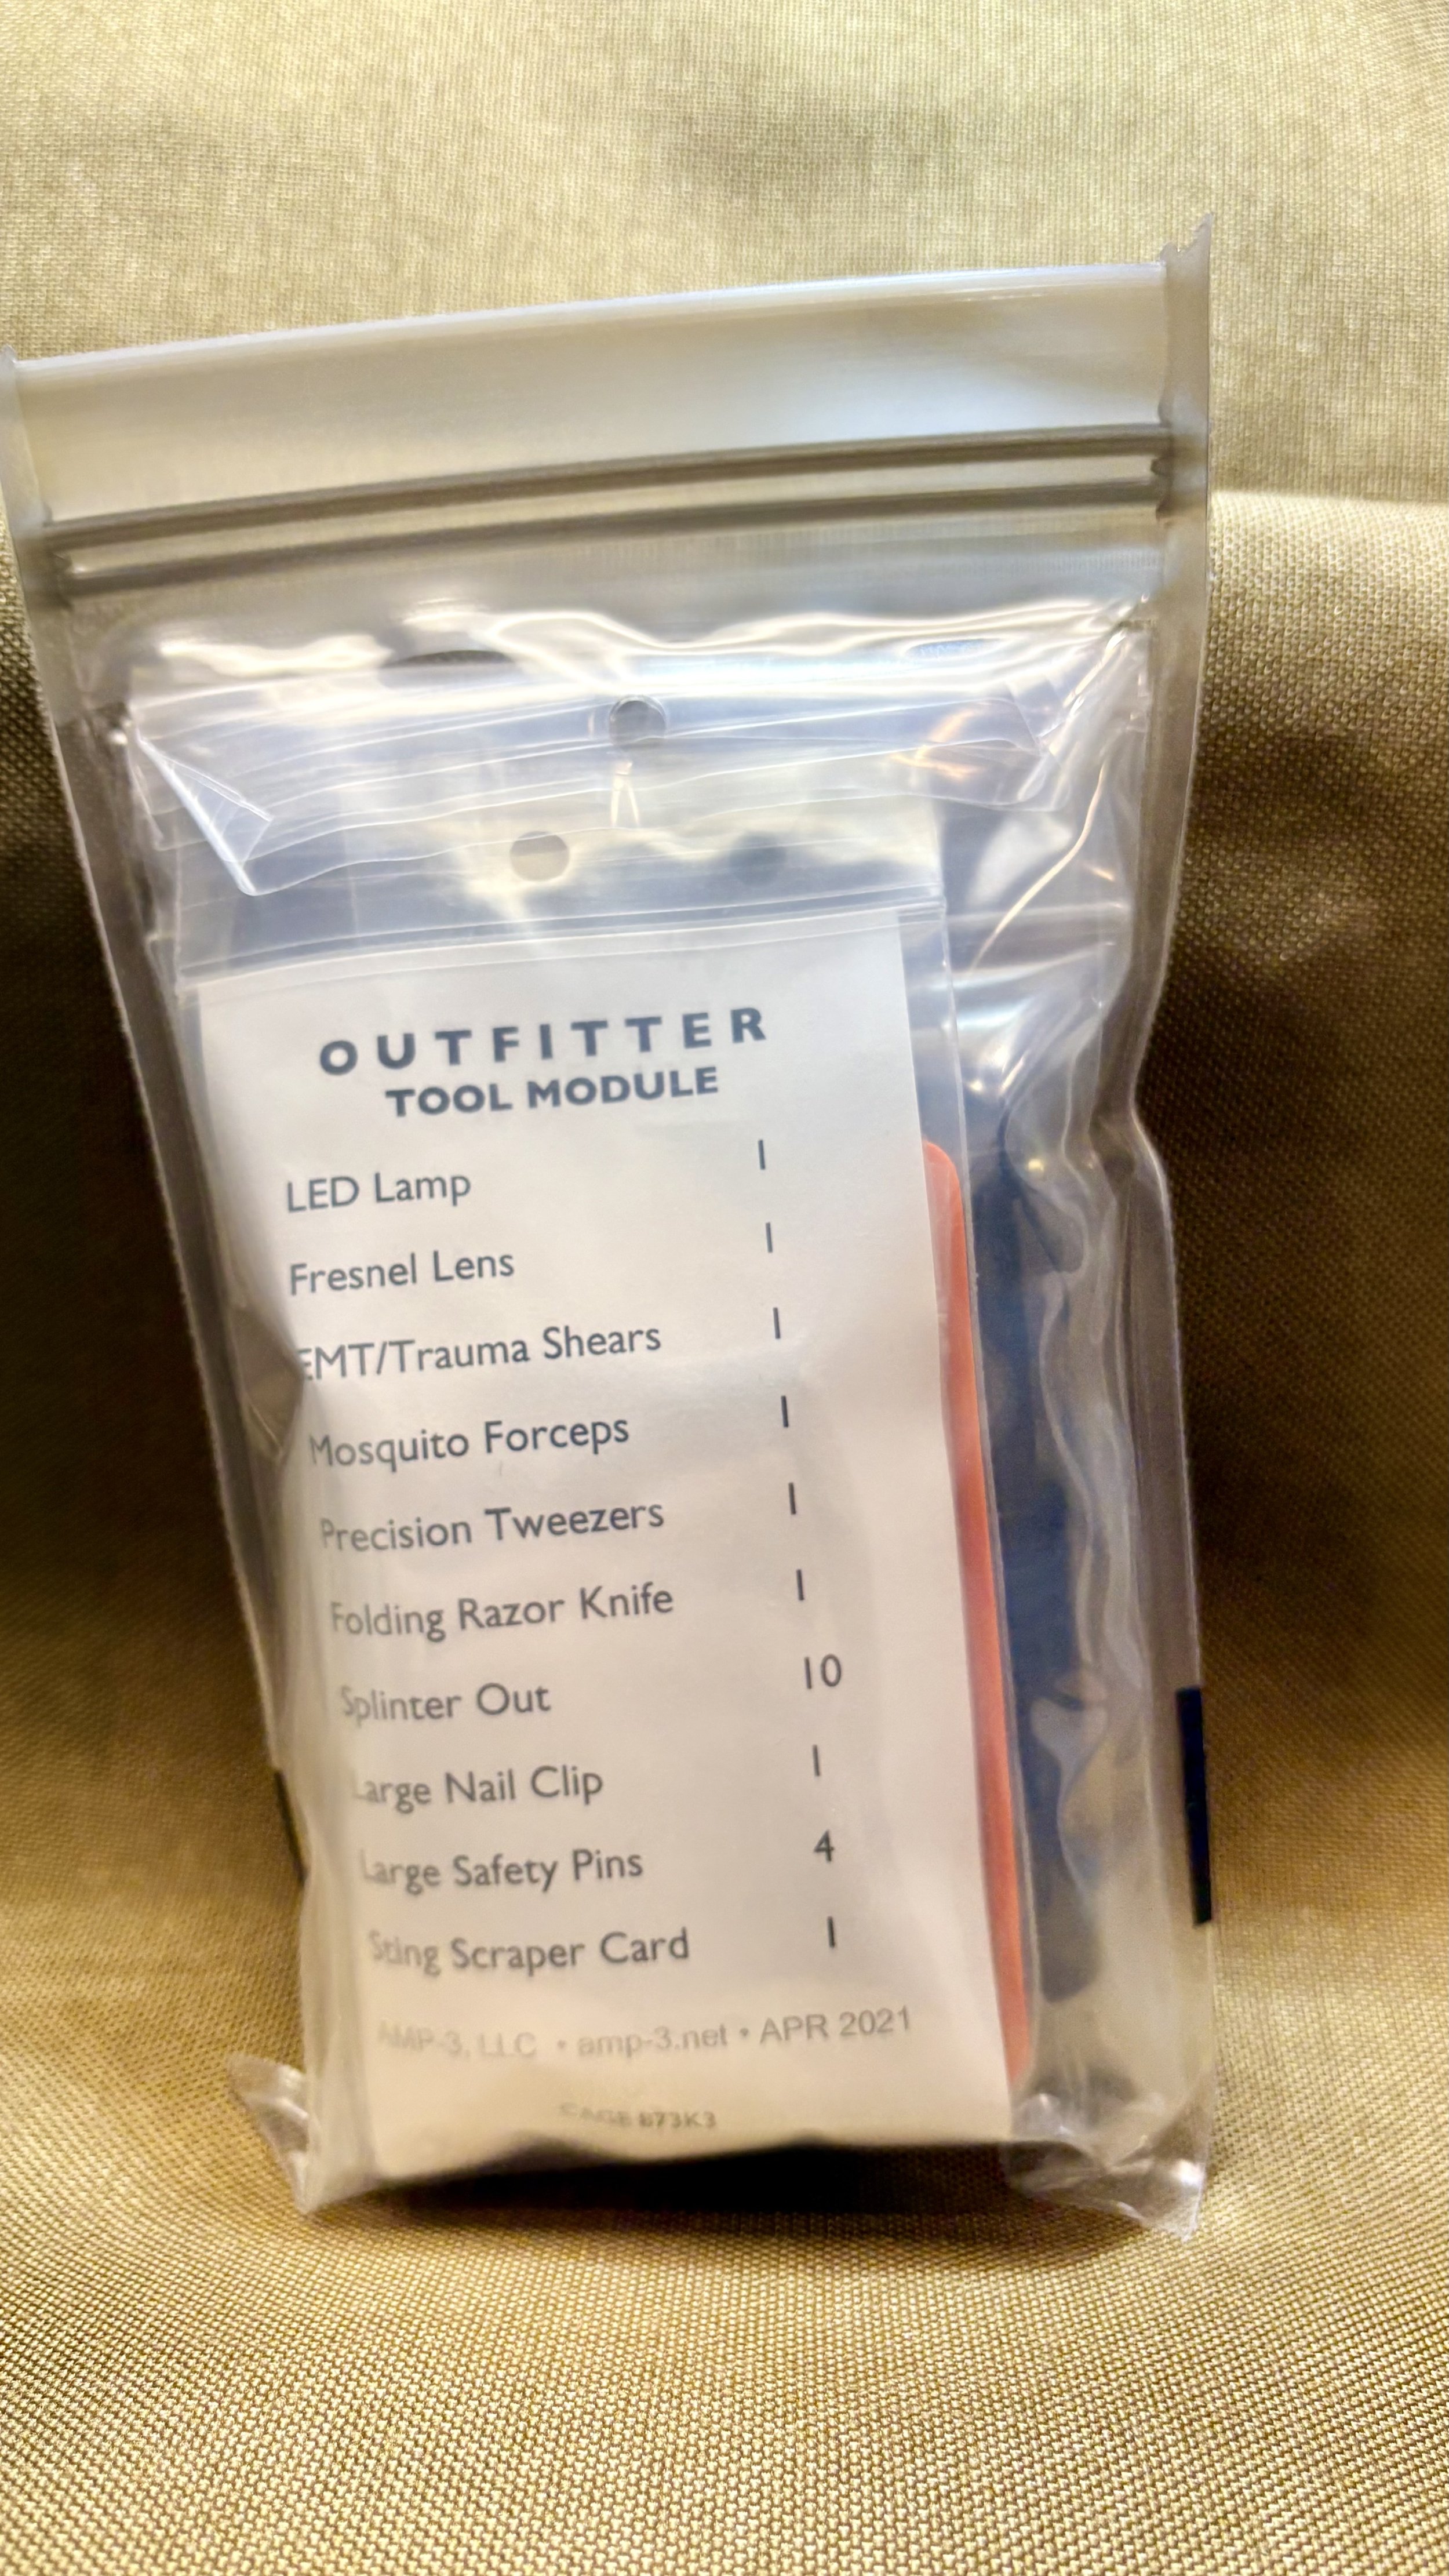 OUTFITTER
TOOL MODULE
LED Lamp 1
Fresnel Lens 1
EMT/Trauma Shears 1
Mosquito Forceps 1
Precision Tweezers 1
Folding Razor Knife 1
Splinter Out 10
Large Nail Clip 1
Large Safety Pins 4
Sting Scraper Card 1
AMP-3, LLC • amp-3.net • APR 2021
CAGE 873K3